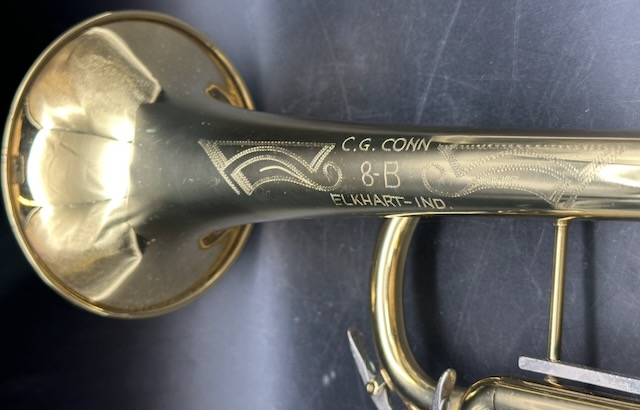 C.G. CONN
8-B
ELKHART-IND.